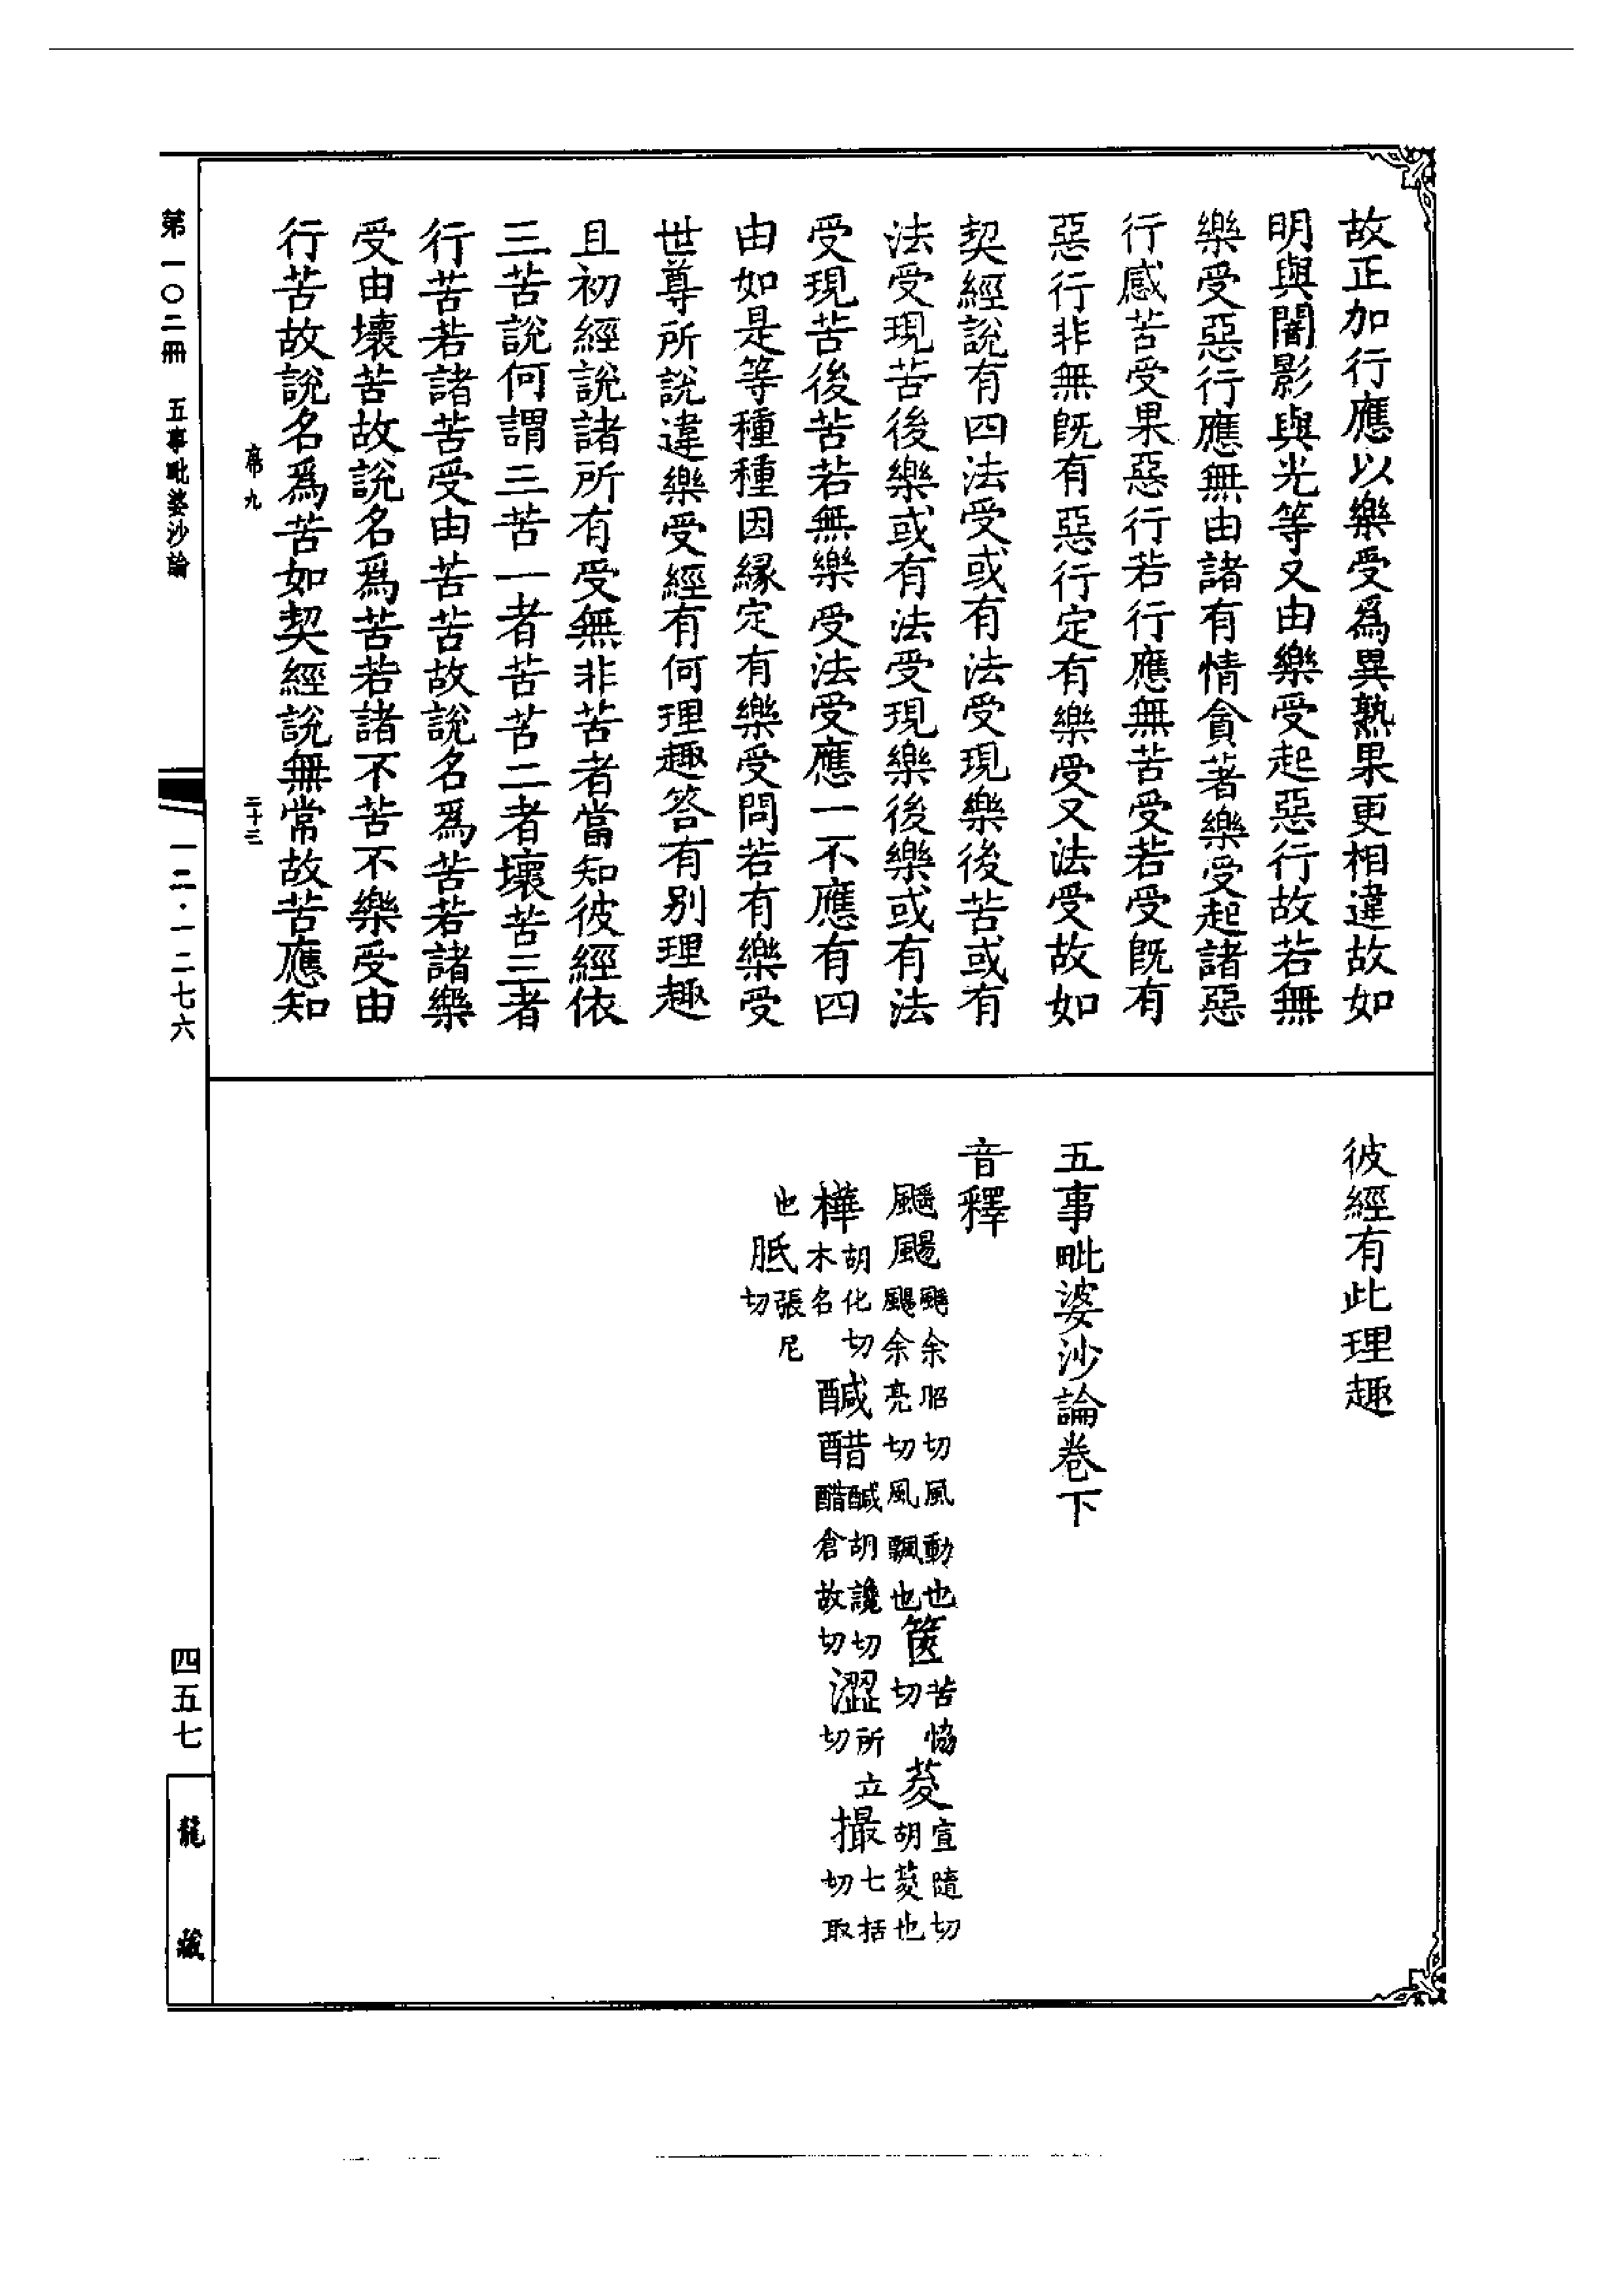 故正加行應以樂受爲異熟果更相違故如
明與闇影與光等又由樂受起惡行故若無
樂受惡行應無由諸有情貪著樂受起諸惡
行感苦受果惡行若行應無苦受若受既有
惡行非無既有惡行定有樂受又法受故如
契經說有四法受或有法受現樂後苦或有
法受現苦後樂或有法受現樂後樂或有法
受現苦後苦若無樂受法受應一不應有四
由如是等種種因緣定有樂受問若有樂受
世尊所說違樂受經有何理趣答有別理趣
且初經說諸所有受無非苦者當知彼經依
三苦說何謂三苦一者苦苦二者壞苦三者
行苦若諸苦受由苦苦故說名爲苦若諸樂
受由壞苦故說名爲苦若諸不苦不樂受由
行苦故說名爲苦如契經說無常故苦應知
席九 二十三
彼經有此理趣
五事毗婆沙論卷下
音釋
颻颺颻余昭切風動也颺余亮切風飄也篋苦協切荾宣隨切胡荾也
樺胡化切木名醎醋醎胡讒切醋倉故切澀所立切撮七括切取
也胝張尼切
第一〇二冊 五事毗婆沙論 一二·一二七六 四五七 龍藏